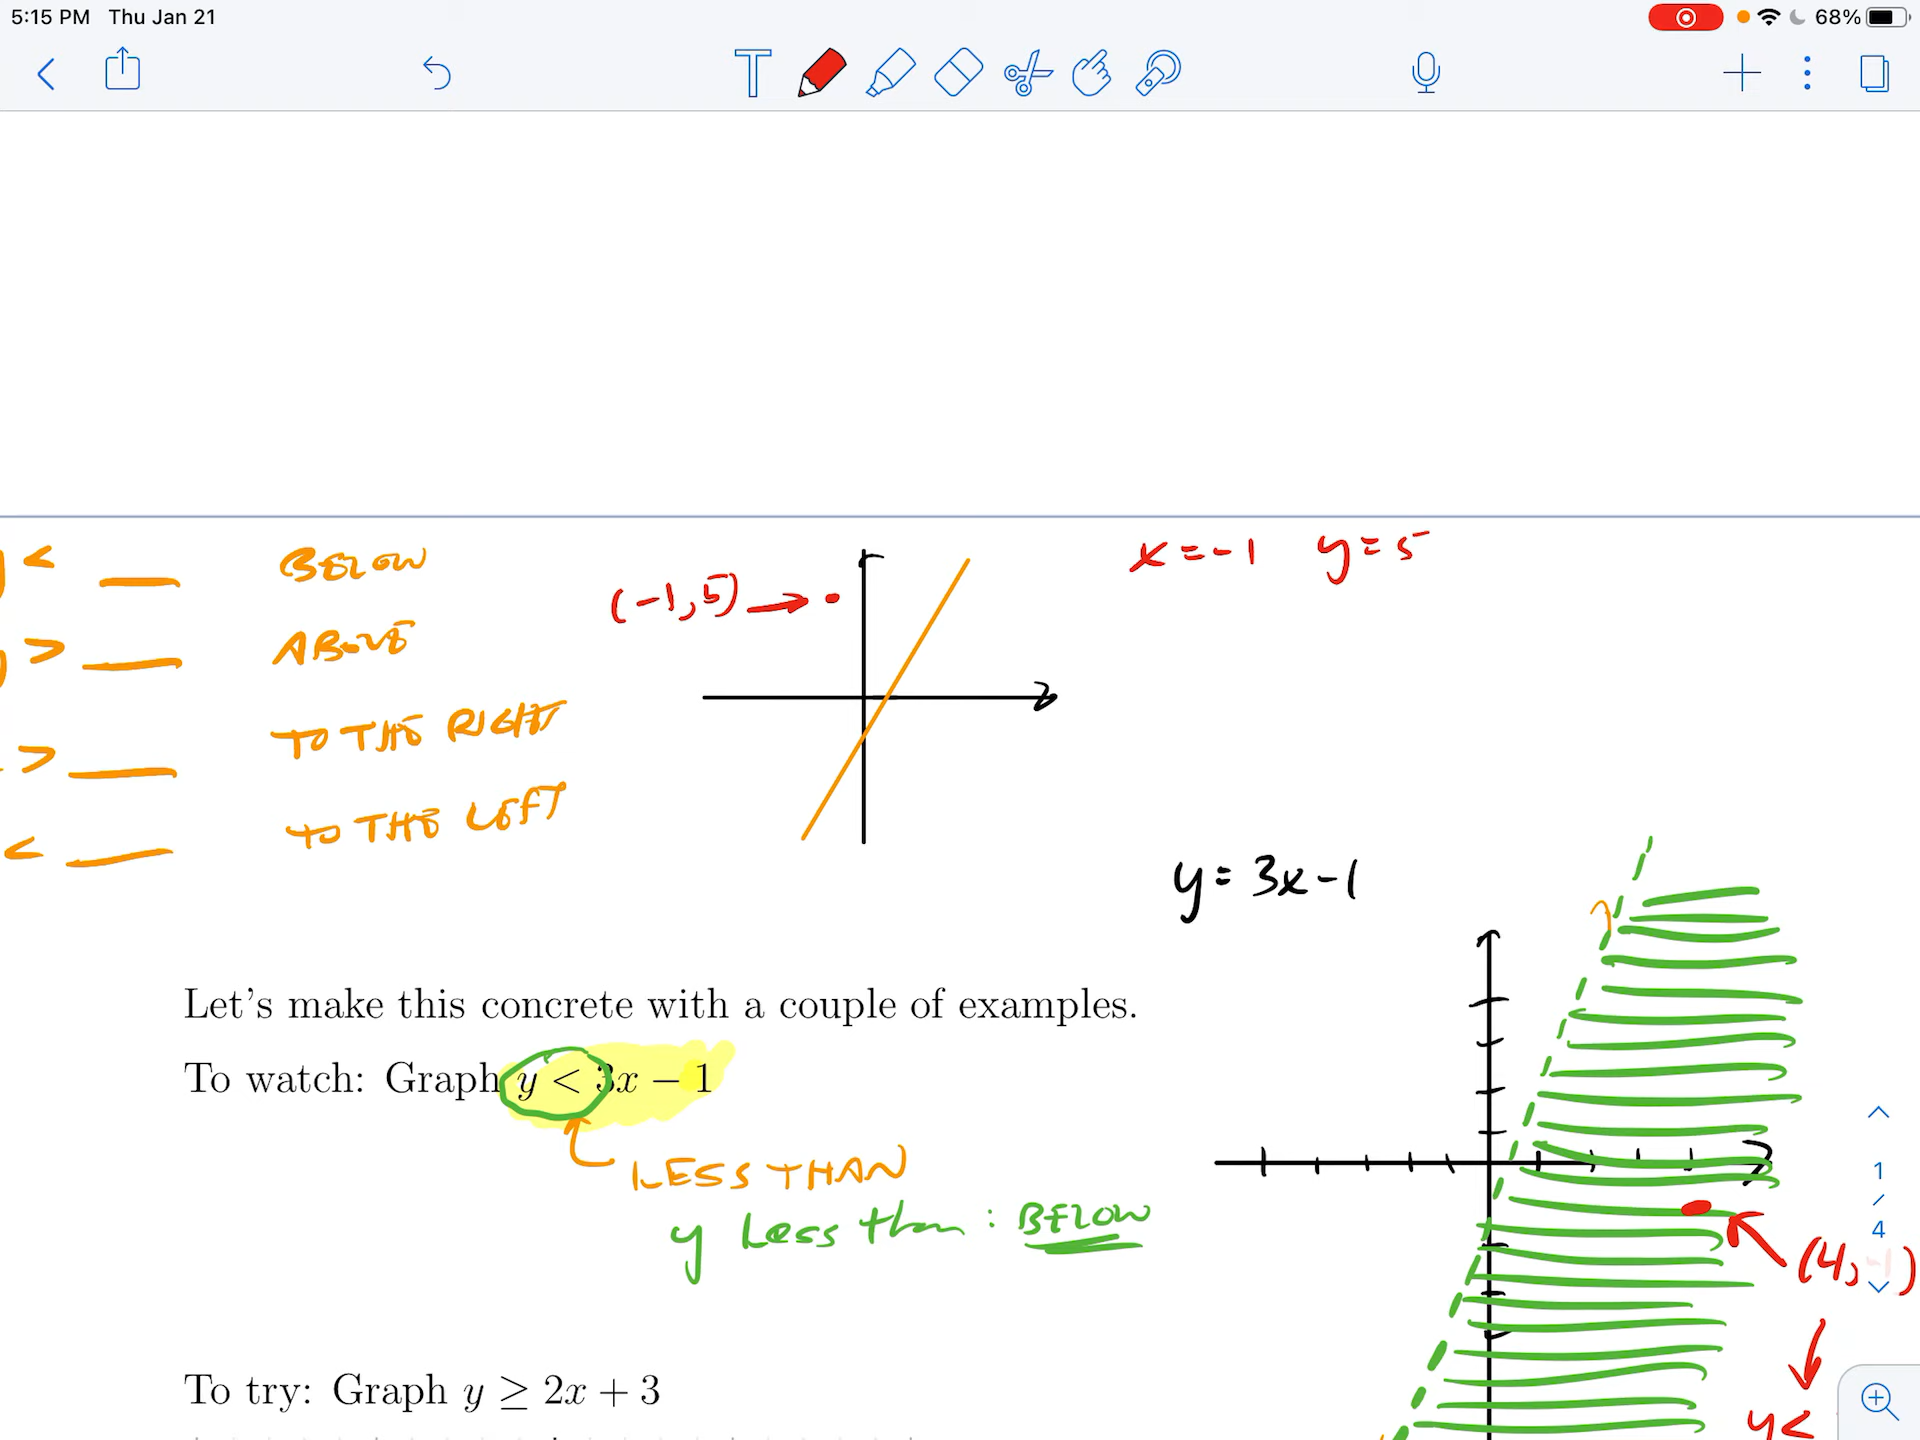 5:15 PM Thu Jan 21
68%
T
y < ___ BELOW
y > ___ ABOVE
> ___ TO THE RIGHT
< ___ TO THE LEFT
(-1,5)
x = -1 y = 5
y = 3x - 1
Let's make this concrete with a couple of examples.
To watch: Graph y < 3x − 1
LESS THAN
y Less than: BELOW
(4, -1)
y <
To try: Graph y ≥ 2x + 3
1
/
4